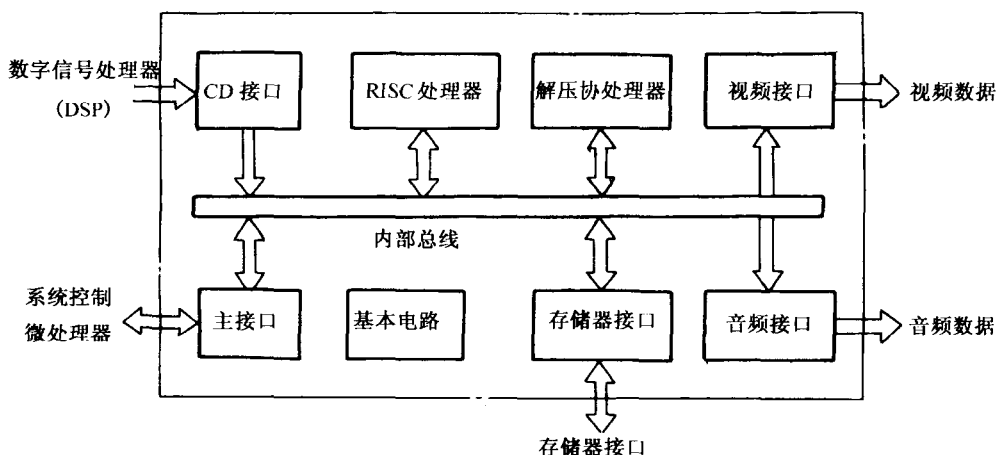 数字信号处理器
(DSP)
CD 接口
RISC 处理器
解压协处理器
视频接口
视频数据
内部总线
系统控制
微处理器
主接口
基本电路
存储器接口
音频接口
音频数据
存储器接口